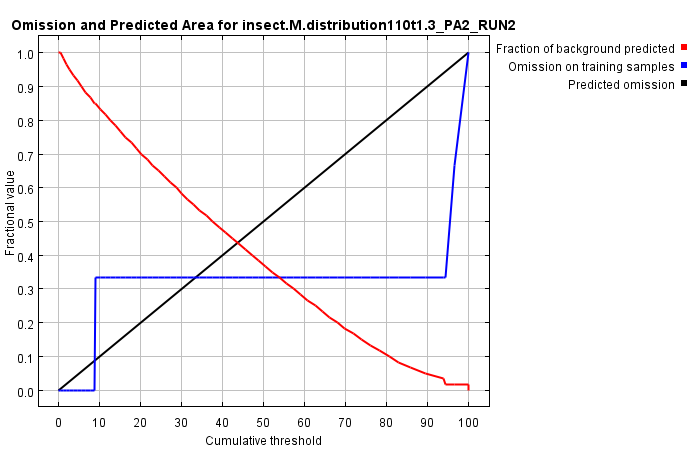 Omission and Predicted Area for insect.M.distribution110t1.3_PA2_RUN2
Fraction of background predicted
Omission on training samples
Predicted omission
Fractional value
1.0
0.9
0.8
0.7
0.6
0.5
0.4
0.3
0.2
0.1
0.0
0 10 20 30 40 50 60 70 80 90 100
Cumulative threshold